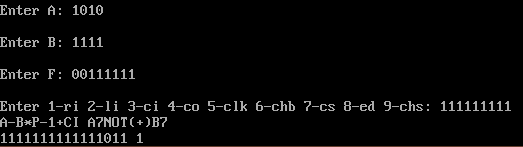 Enter A: 1010
Enter B: 1111
Enter F: 00111111
Enter 1-ri 2-li 3-ci 4-co 5-clk 6-chb 7-cs 8-ed 9-chs: 111111111
A-B*P-1+CI A7NOT(+)B7
1111111111111011 1